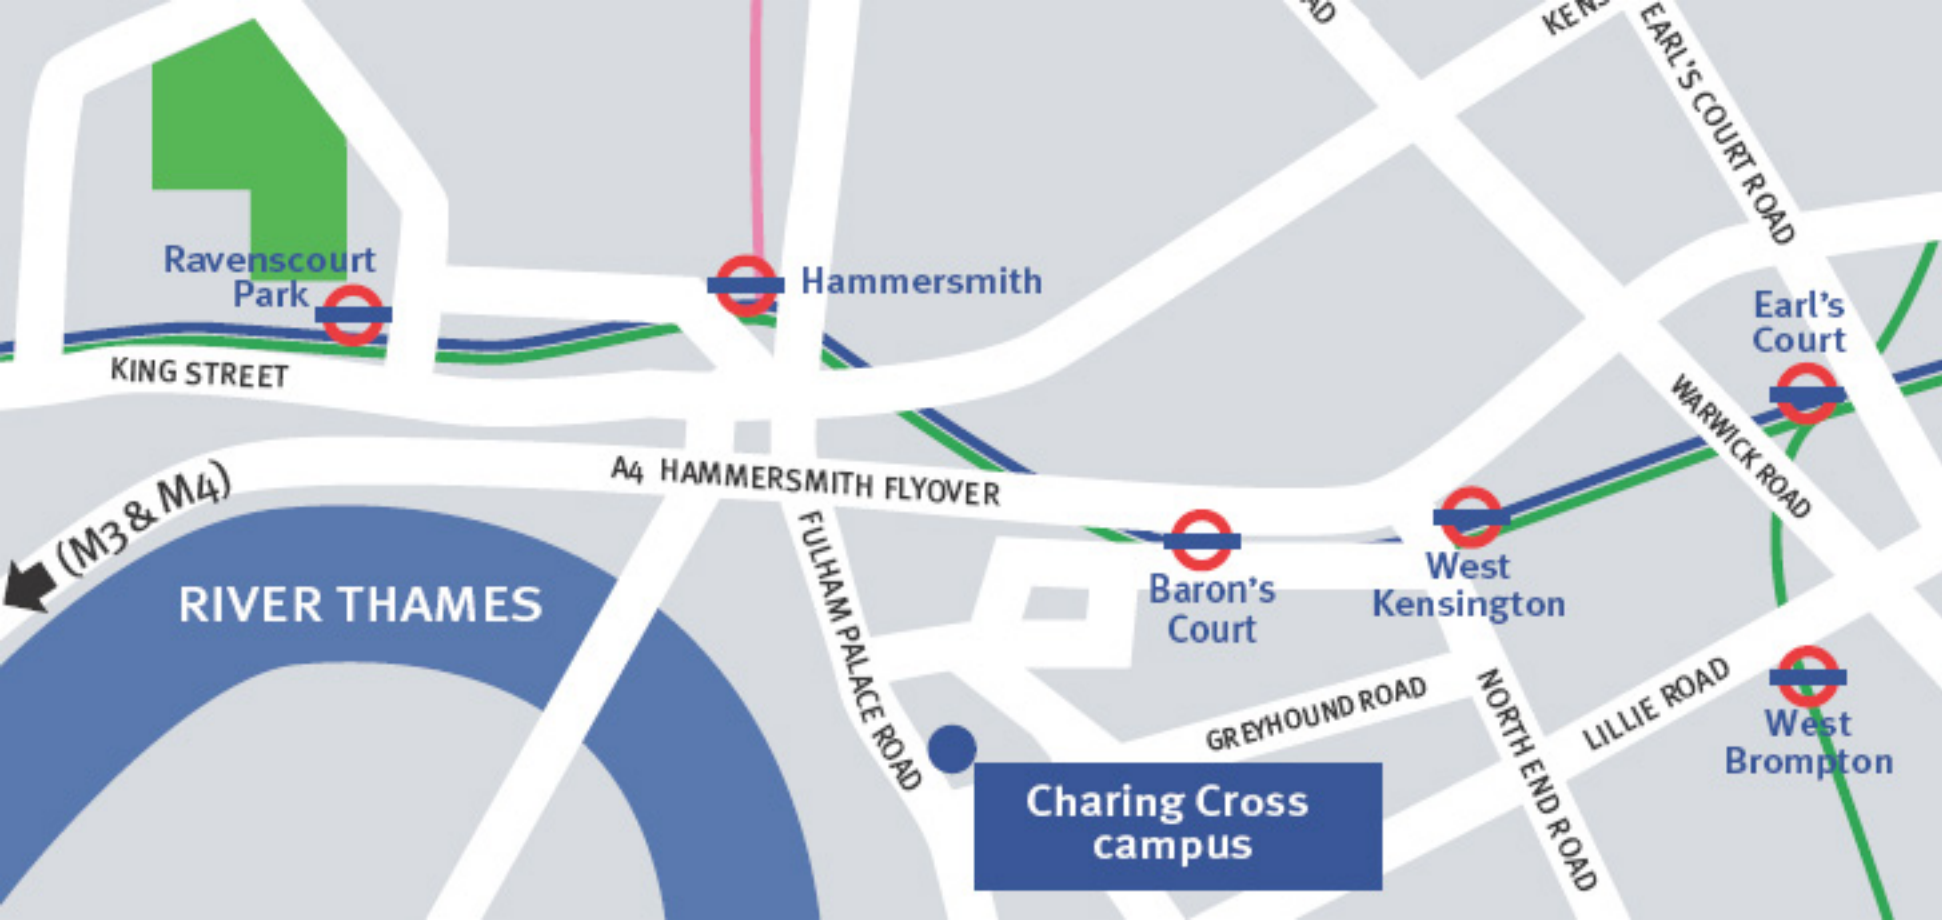 AD
KENS
EARL'S COURT ROAD
Ravenscourt
Park
Hammersmith
Earl's
Court
KING STREET
WARWICK ROAD
A4 HAMMERSMITH FLYOVER
(M3 & M4)
RIVER THAMES
FULHAM PALACE ROAD
Baron's
Court
West
Kensington
GREYHOUND ROAD
NORTH END ROAD
LILLIE ROAD
West
Brompton
Charing Cross
campus